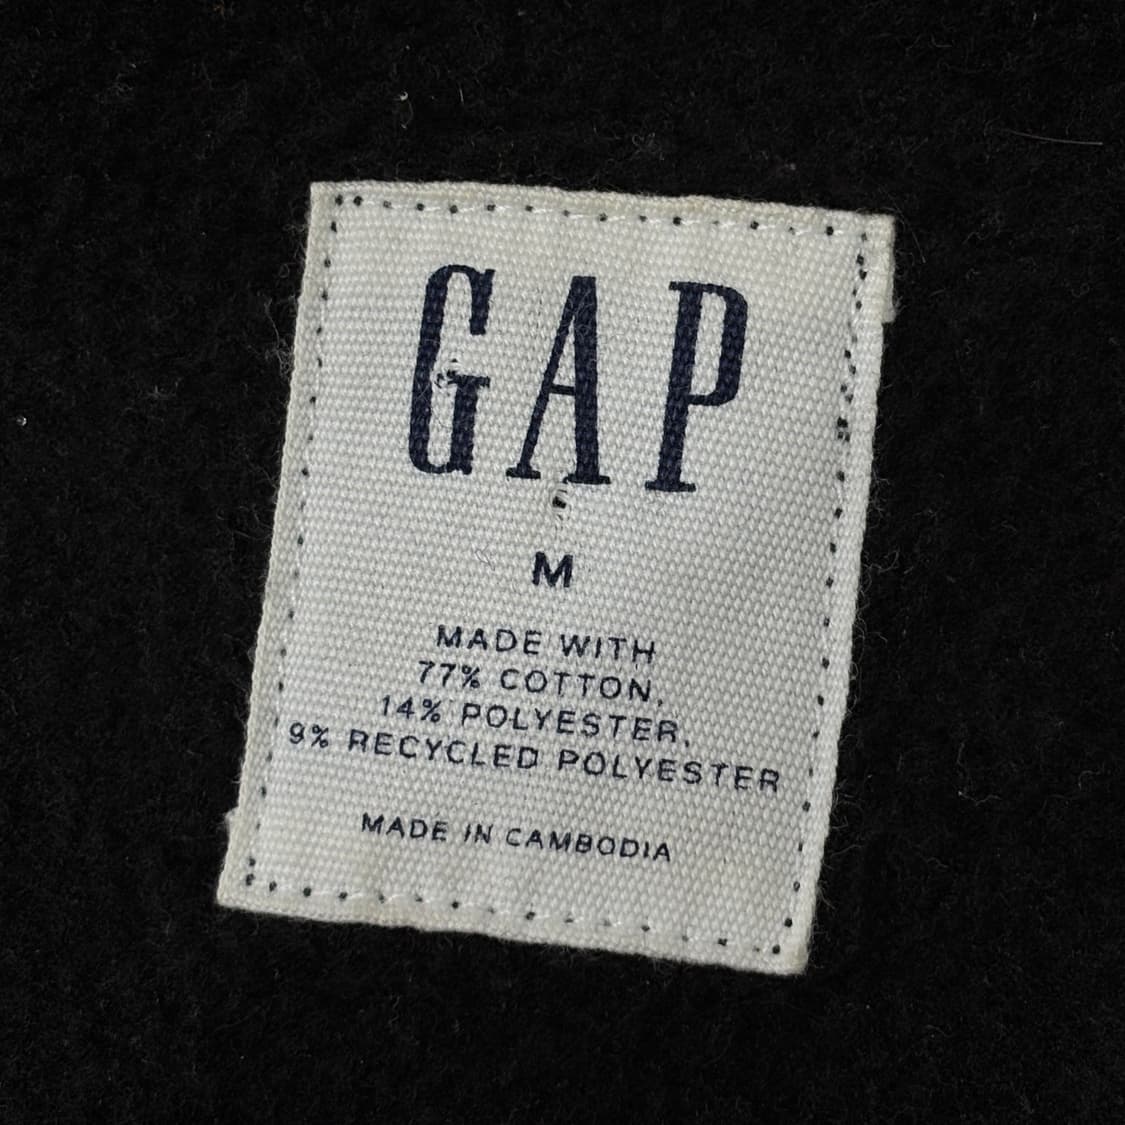 GAP
M
MADE WITH
77% COTTON,
14% POLYESTER,
9% RECYCLED POLYESTER
MADE IN CAMBODIA